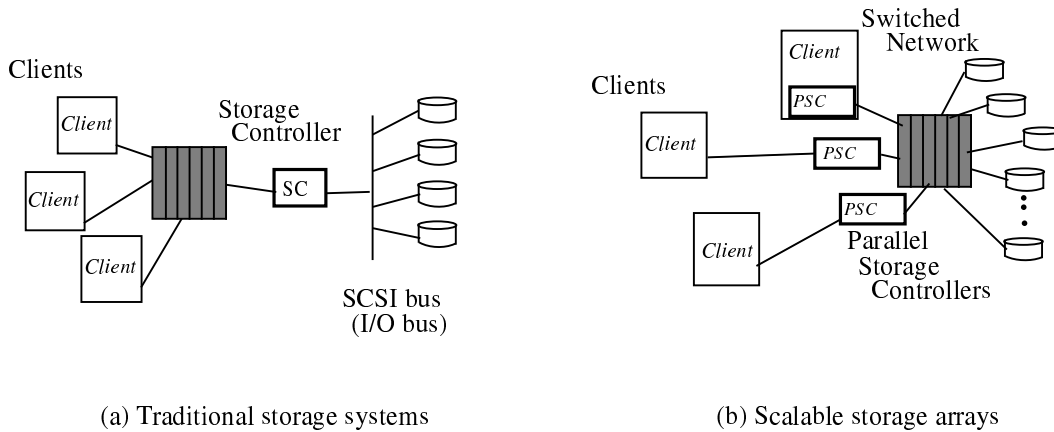 Clients
Client
Client
Client
Storage
Controller
SC
SCSI bus
(I/O bus)
(a) Traditional storage systems
Switched
Network
Clients
Client
PSC
Client
PSC
Client
PSC
Parallel
Storage
Controllers
(b) Scalable storage arrays